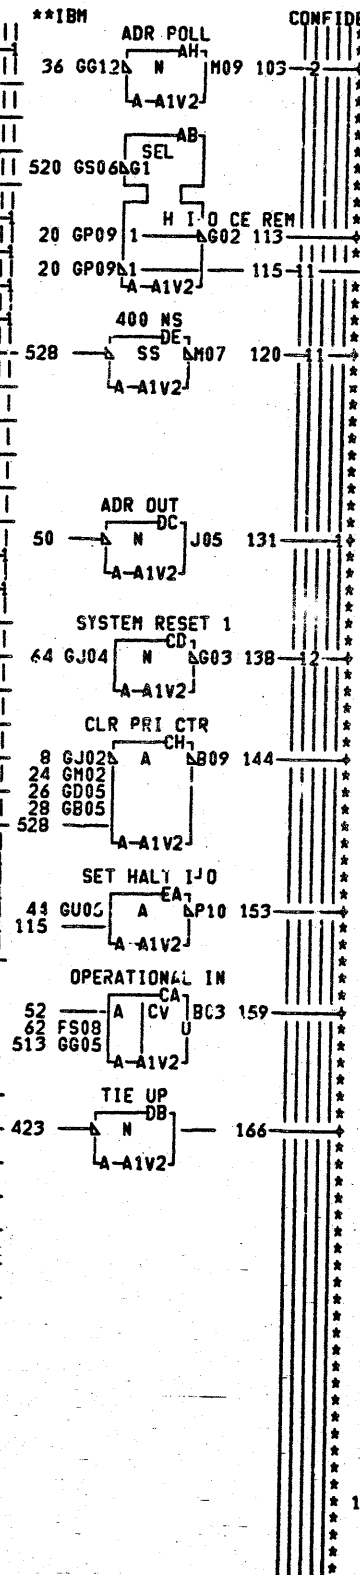 **IBM CONFIDE
ADR POLL
AH
36 GG12 N M09 103 2
A-A1V2
AB
SEL
520 GS06 G1
H I O CE REM
20 GP09 1 G02 113
20 GP09 1 115 11
A-A1V2
400 NS
DE
528 SS M07 120 11
A-A1V2
ADR OUT
DC
50 N J05 131 1
A-A1V2
SYSTEM RESET 1
CD
64 GJ04 N G03 138 12
A-A1V2
CLR PRI CTR
CH
8 GJ02 A B09 144
24 GM02
26 GD05
28 GB05
528
A-A1V2
SET HALT I/O
EA
GU06 A P10 153
115
A-A1V2
OPERATIONAL IN
CA
52 A CV B03 159
62 FS08 U
513 GG05
A-A1V2
TIE UP
DB
423 N 166
A-A1V2
1